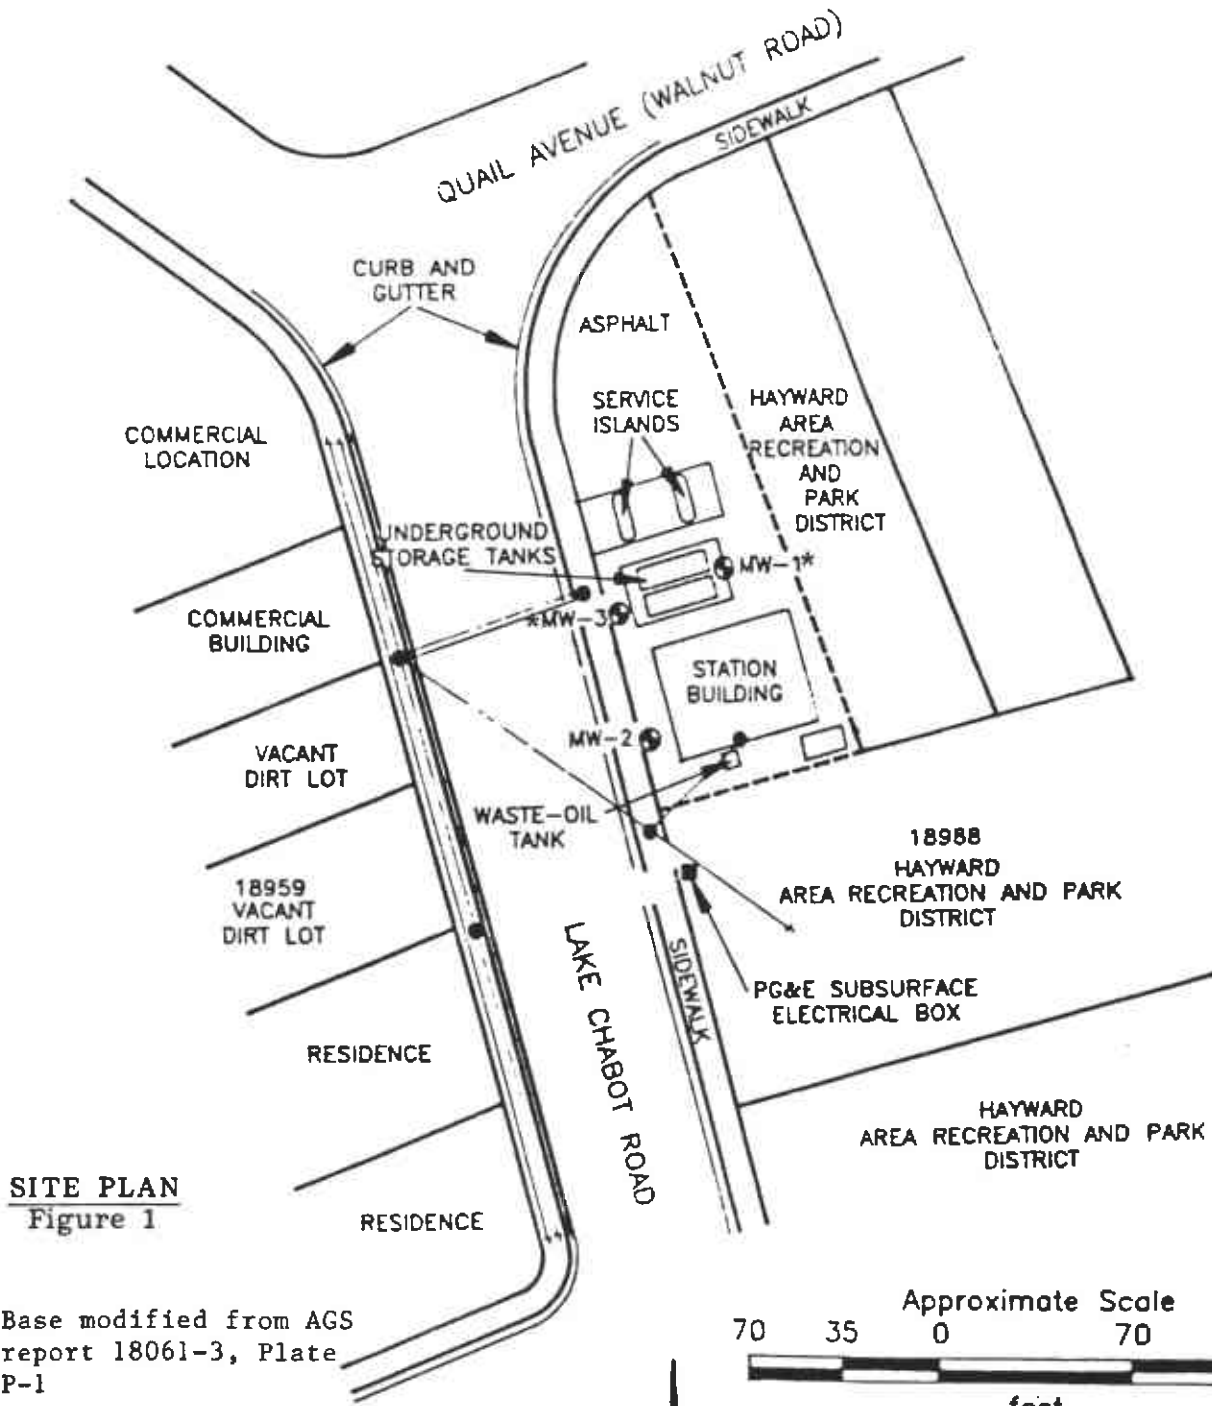 QUAIL AVENUE (WALNUT ROAD)
SIDEWALK
CURB AND
GUTTER
ASPHALT
SERVICE
ISLANDS
HAYWARD
AREA
RECREATION
AND
PARK
DISTRICT
COMMERCIAL
LOCATION
UNDERGROUND
STORAGE TANKS
MW-1*
*MW-3
COMMERCIAL
BUILDING
STATION
BUILDING
MW-2
VACANT
DIRT LOT
WASTE-OIL
TANK
18988
HAYWARD
AREA RECREATION AND PARK
DISTRICT
18959
VACANT
DIRT LOT
LAKE CHABOT ROAD
SIDEWALK
PG&E SUBSURFACE
ELECTRICAL BOX
RESIDENCE
HAYWARD
AREA RECREATION AND PARK
DISTRICT
RESIDENCE
SITE PLAN
Figure 1
Base modified from AGS
report 18061-3, Plate
P-1
Approximate Scale
70 35 0 70
feet